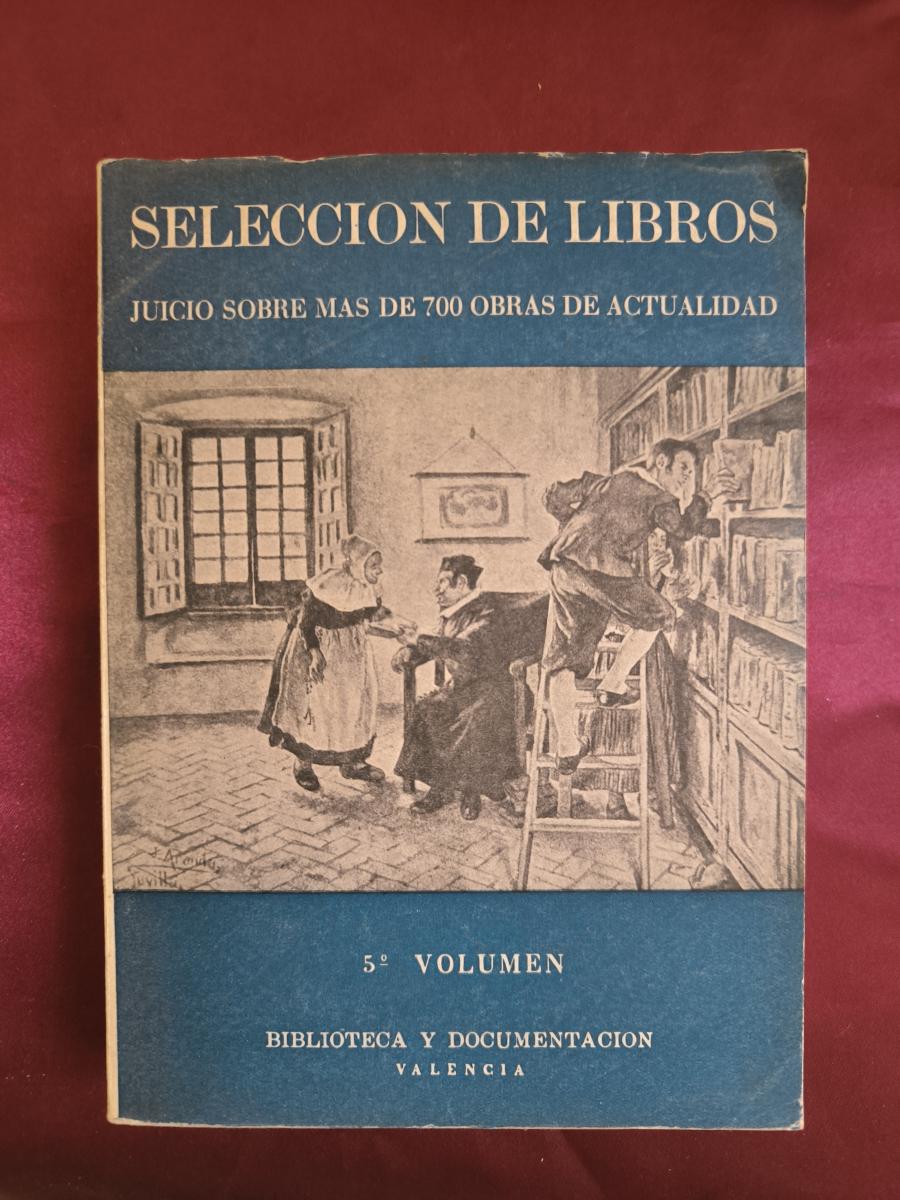 SELECCION DE LIBROS
JUICIO SOBRE MAS DE 700 OBRAS DE ACTUALIDAD
5º VOLUMEN
BIBLIOTECA Y DOCUMENTACION
VALENCIA